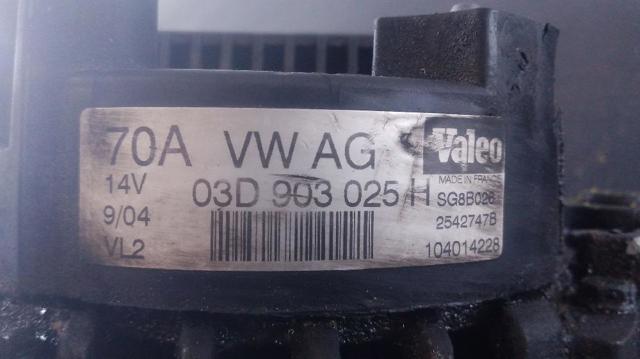 70A VW AG Valeo
MADE IN FRANCE
14V 03D 903 025 H SG8B026
9/04 2542747B
VL2 104014228